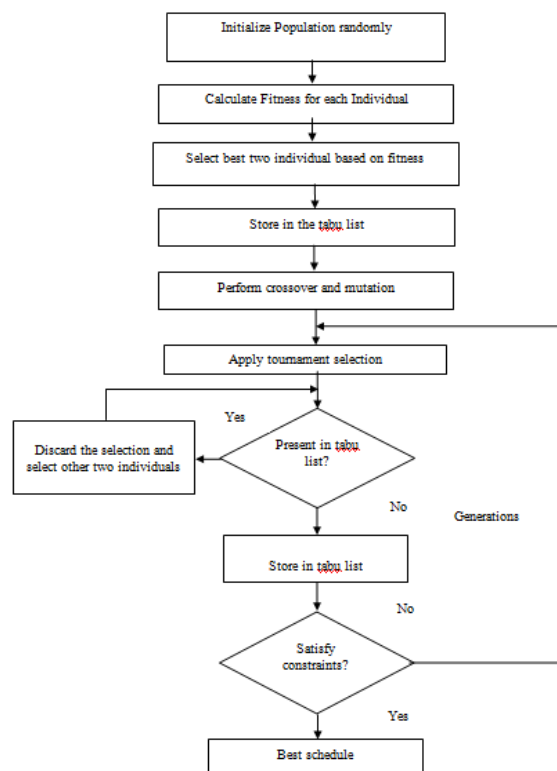 Initialize Population randomly
Calculate Fitness for each Individual
Select best two individual based on fitness
Store in the tabu list
Perform crossover and mutation
Apply tournament selection
Yes
Discard the selection and
select other two individuals
Present in tabu
list?
No
Generations
Store in tabu list
No
Satisfy
constraints?
Yes
Best schedule